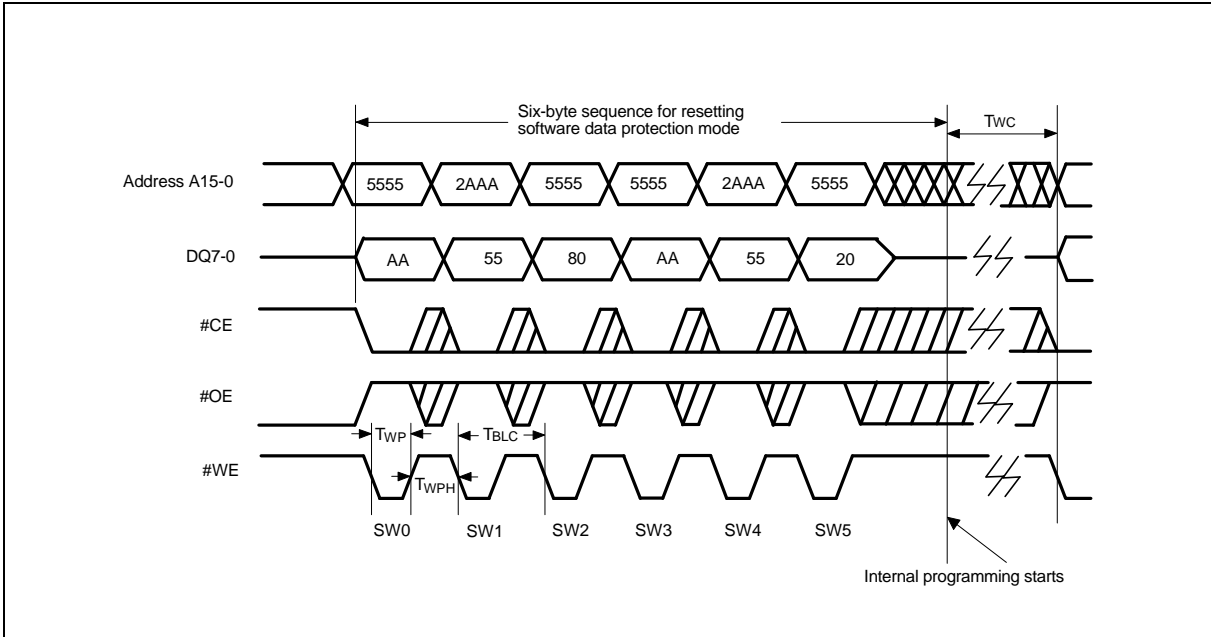 Six-byte sequence for resetting
software data protection mode
TWC
Address A15-0
5555 2AAA 5555 5555 2AAA 5555
DQ7-0
AA 55 80 AA 55 20
#CE
#OE
TWP TBLC
#WE
TWPH
SW0 SW1 SW2 SW3 SW4 SW5
Internal programming starts